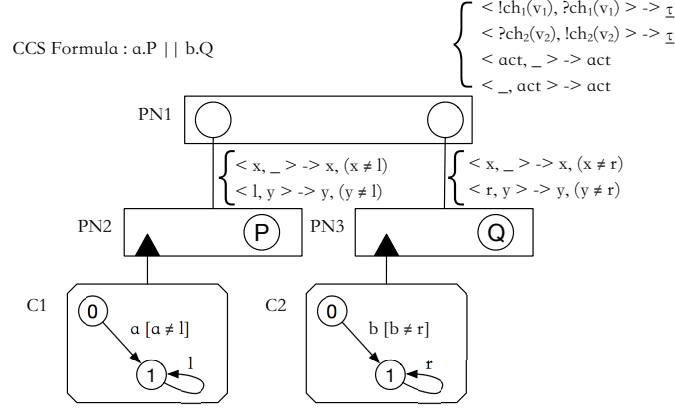 < !ch₁(v₁), ?ch₁(v₁) > -> τ
< ?ch₂(v₂), !ch₂(v₂) > -> τ
< act, _ > -> act
< _, act > -> act
CCS Formula : a.P || b.Q
PN1
< x, _ > -> x, (x ≠ l)
< l, y > -> y, (y ≠ l)
< x, _ > -> x, (x ≠ r)
< r, y > -> y, (y ≠ r)
PN2
P
PN3
Q
C1
0
a [a ≠ l]
1
l
C2
0
b [b ≠ r]
1
r